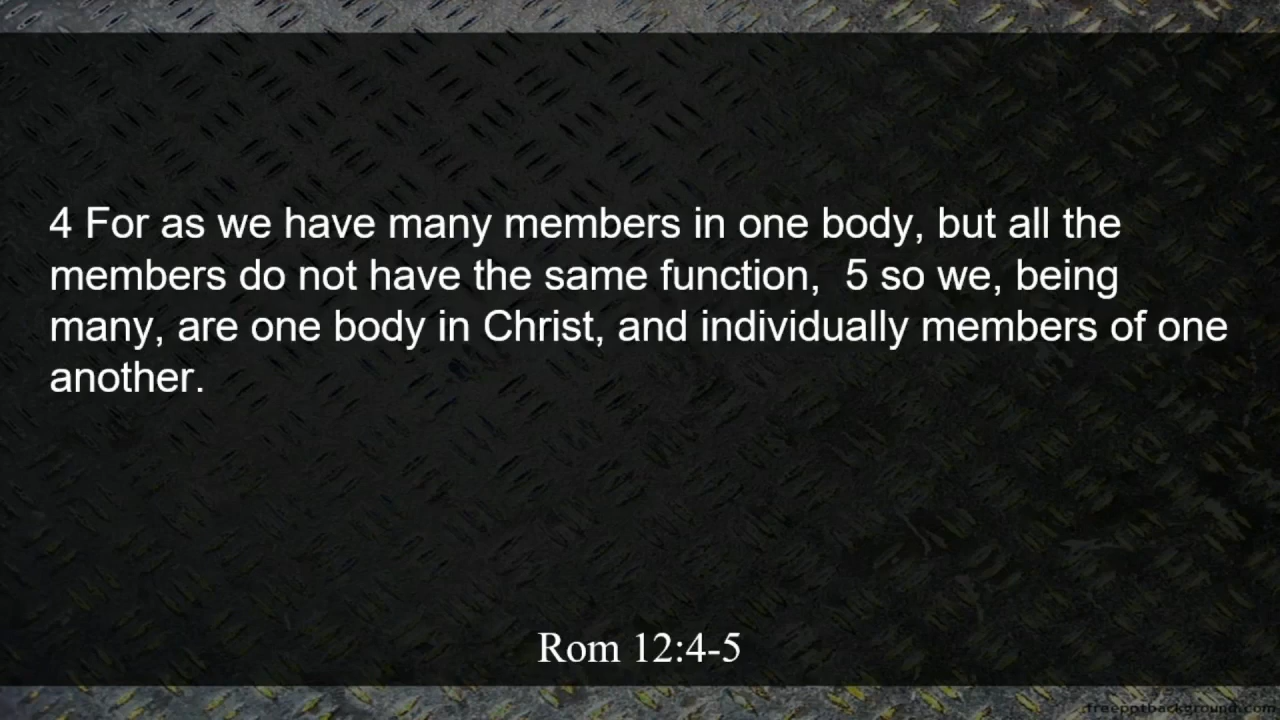 4 For as we have many members in one body, but all the
members do not have the same function,  5 so we, being
many, are one body in Christ, and individually members of one
another.
Rom 12:4-5
freepptbackground.com